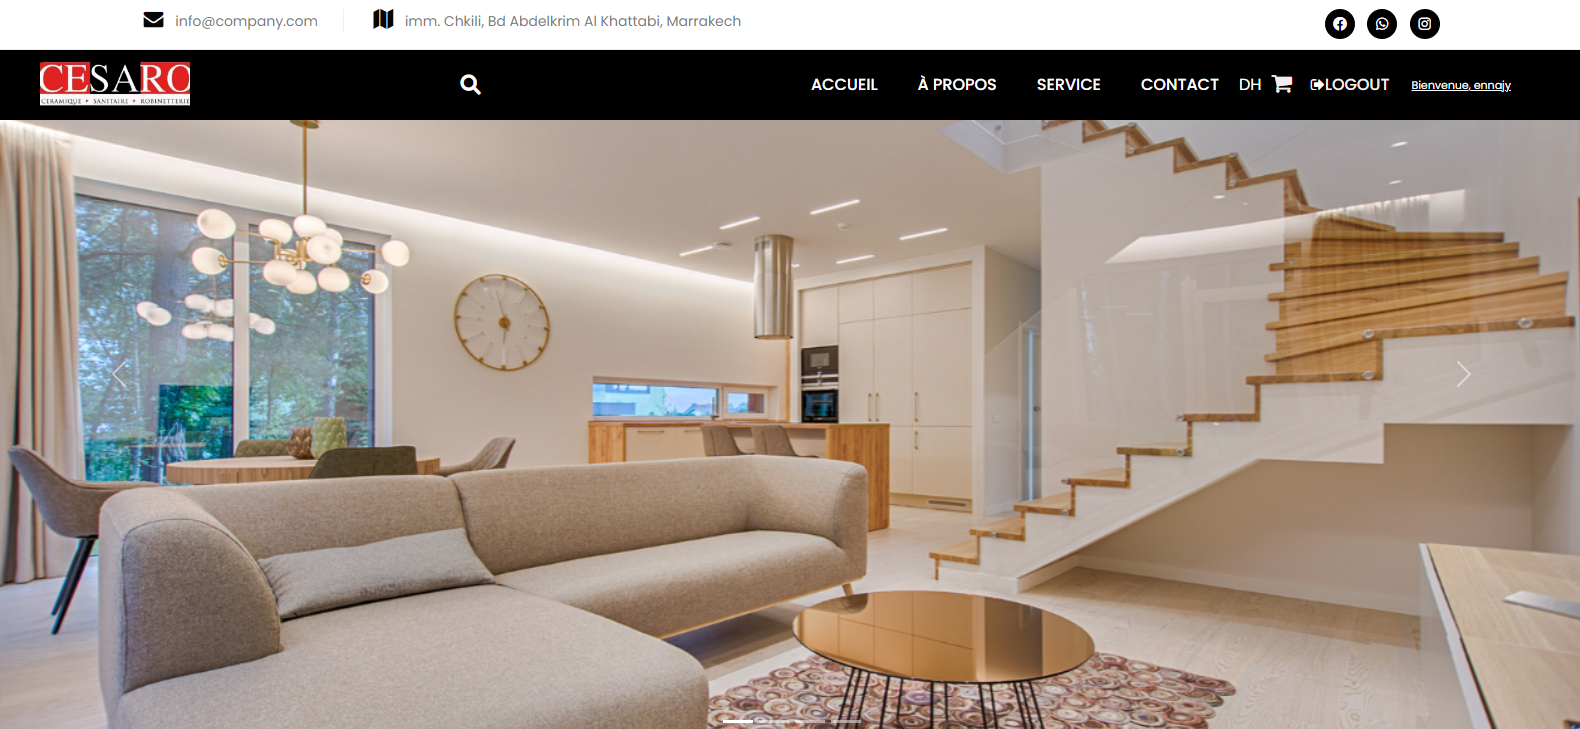 info@company.com
imm. Chkili, Bd Abdelkrim Al Khattabi, Marrakech
CESARO
CERAMIQUE • SANITAIRE • ROBINETTERIE
ACCUEIL
À PROPOS
SERVICE
CONTACT
DH
LOGOUT
Bienvenue, ennajy